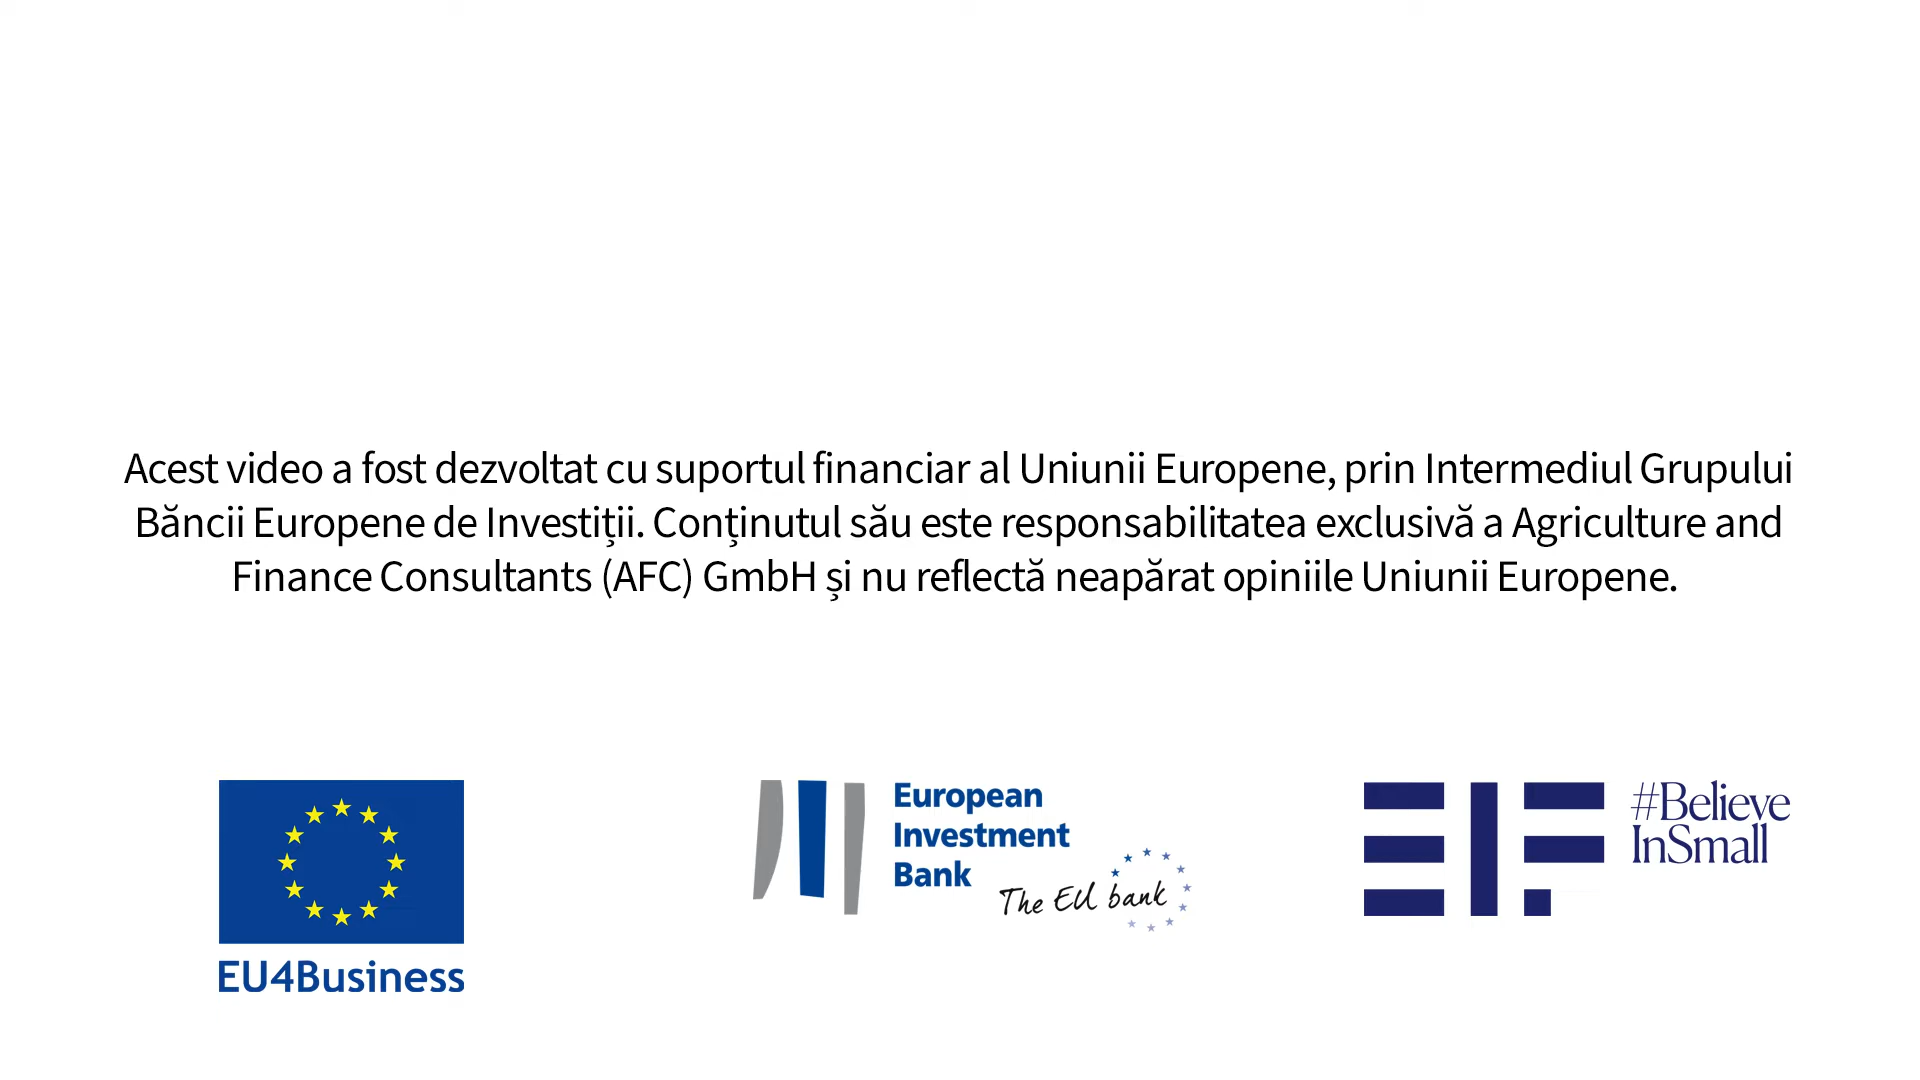 Acest video a fost dezvoltat cu suportul financiar al Uniunii Europene, prin Intermediul Grupului
Băncii Europene de Investiții. Conținutul său este responsabilitatea exclusivă a Agriculture and
Finance Consultants (AFC) GmbH și nu reflectă neapărat opiniile Uniunii Europene.
EU4Business
European
Investment
Bank
The EU bank
EIF
#Believe
InSmall